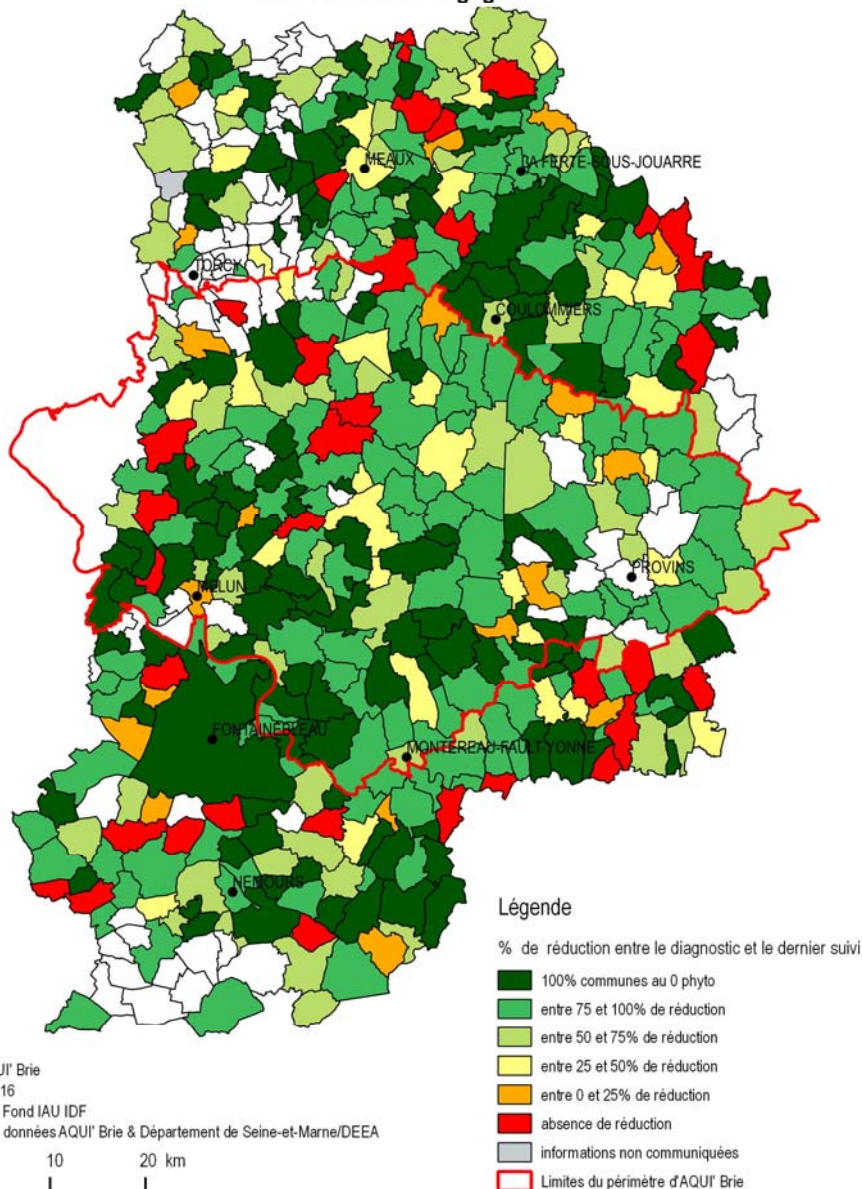 MEAUX
LA FERTE-SOUS-JOUARRE
TORCY
COULOMMIERS
PROVINS
MELUN
FONTAINEBLEAU
MONTEREAU-FAULT-YONNE
NEMOURS
Légende
% de réduction entre le diagnostic et le dernier suivi
100% communes au 0 phyto
entre 75 et 100% de réduction
entre 50 et 75% de réduction
entre 25 et 50% de réduction
entre 0 et 25% de réduction
absence de réduction
informations non communiquées
Limites du périmètre d'AQUI' Brie
UI' Brie
16
Fond IAU IDF
données AQUI' Brie & Département de Seine-et-Marne/DEEA
10 20 km